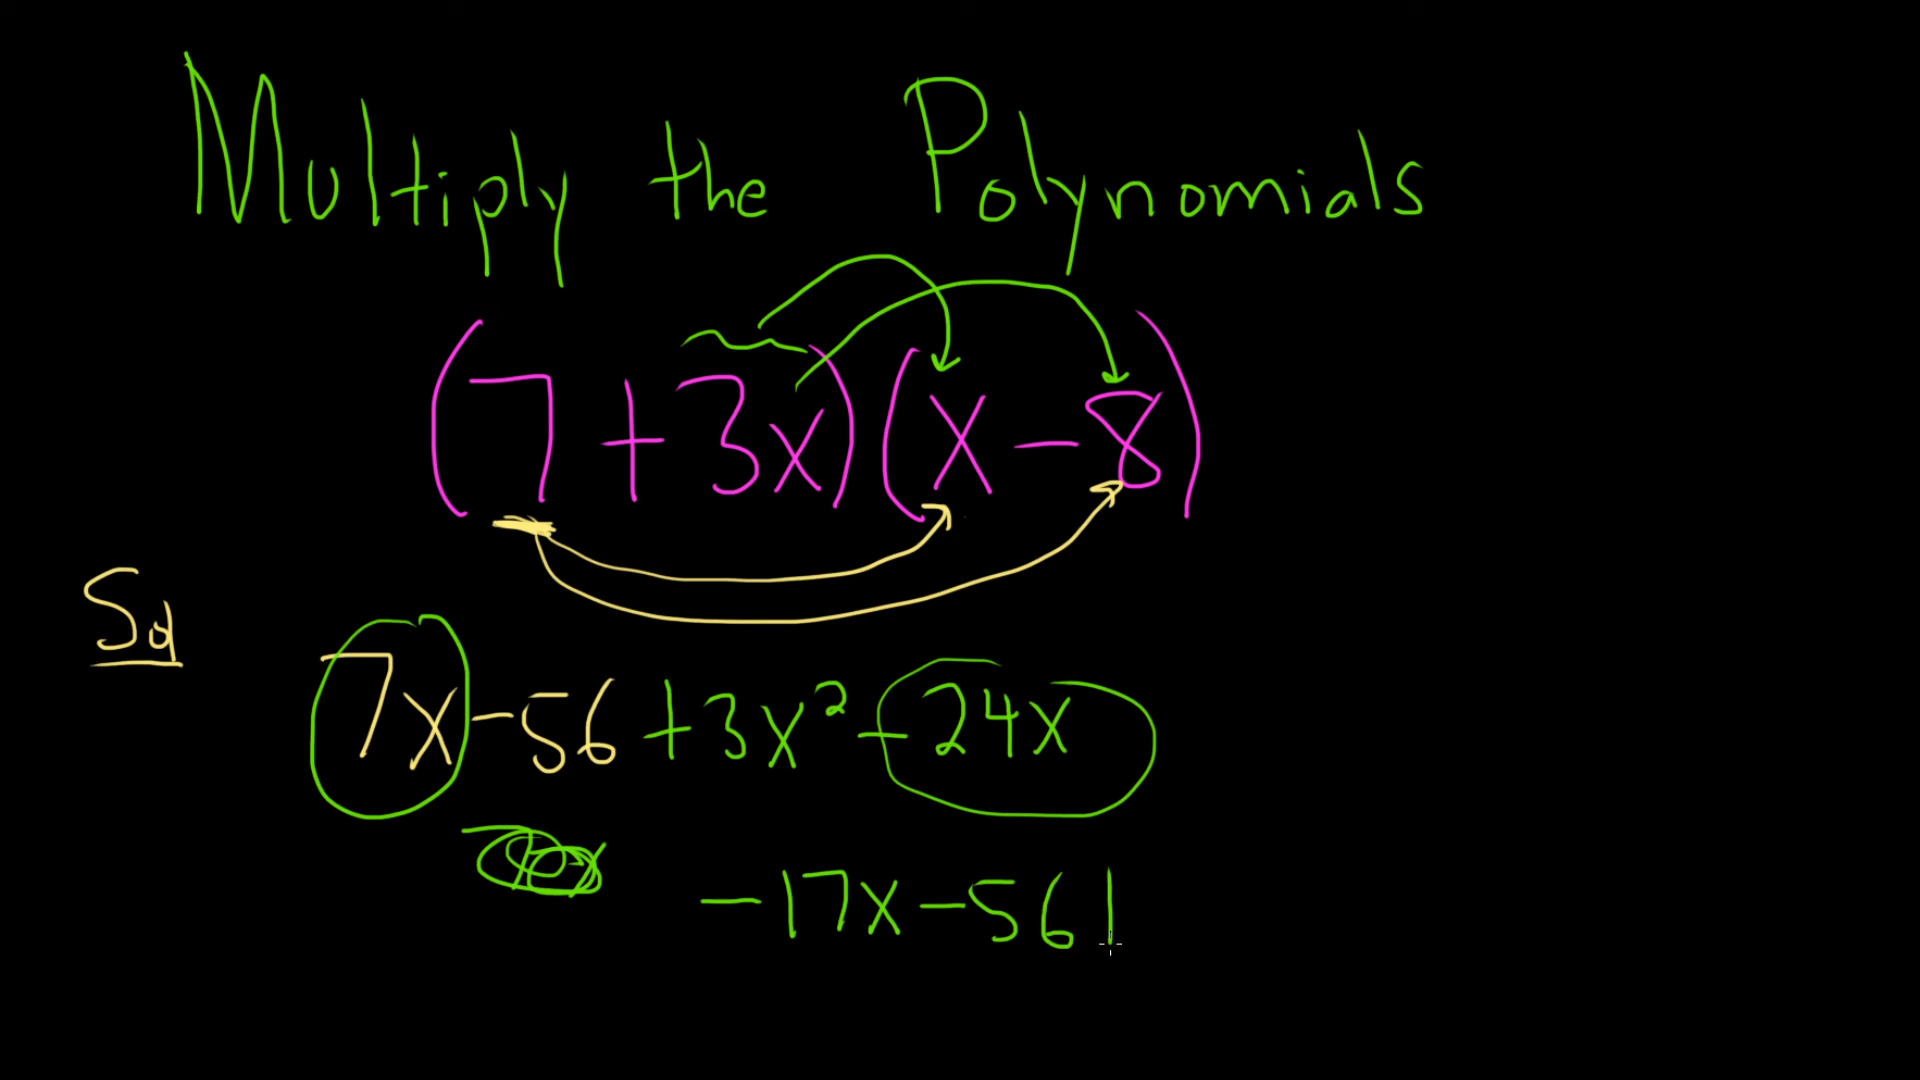 Multiply the Polynomials
(7+3x)(x-8)
Sol
7x-56+3x²-24x
-17x-56|